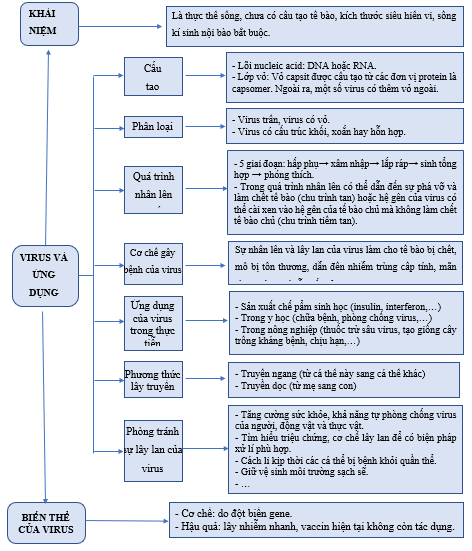 KHÁI
NIỆM
Là thực thể sống, chưa có cấu tạo tế bào, kích thước siêu hiển vi, sống
kí sinh nội bào bắt buộc.
Cấu
tạo
- Lõi nucleic acid: DNA hoặc RNA.
- Lớp vỏ: Vỏ capsit được cấu tạo từ các đơn vị protein là
capsomer. Ngoài ra, một số virus có thêm vỏ ngoài.
Phân loại
- Virus trần, virus có vỏ.
- Virus có cấu trúc khối, xoắn hay hỗn hợp.
Quá trình
nhân lên
- 5 giai đoạn: hấp phụ→ xâm nhập→ lắp ráp→ sinh tổng
hợp → phóng thích.
- Trong quá trình nhân lên có thể dẫn đến sự phá vỡ và
làm chết tế bào (chu trình tan) hoặc hệ gen của virus có
thể cài xen vào hệ gen của tế bào chủ mà không làm chết
tế bào chủ (chu trình tiềm tan).
VIRUS VÀ
ỨNG
DỤNG
Cơ chế gây
bệnh của virus
Sự nhân lên và lây lan của virus làm cho tế bào bị chết,
mô bị tổn thương, dẫn đến nhiễm trùng cấp tính, mãn
Ứng dụng
của virus
trong thực
tiễn
- Sản xuất chế phẩm sinh học (insulin, interferon,…)
- Trong y học (chữa bệnh, phòng chống virus,…)
- Trong nông nghiệp (thuốc trừ sâu virus, tạo giống cây
trồng kháng bệnh, chịu hạn,…)
Phương thức
lây truyền
- Truyền ngang (từ cá thể này sang cá thể khác)
- Truyền dọc (từ mẹ sang con)
Phòng tránh
sự lây lan của
virus
- Tăng cường sức khỏe, khả năng tự phòng chống virus
của người, động vật và thực vật.
- Tìm hiểu triệu chứng, cơ chế lây lan để có biện pháp
xử lí phù hợp.
- Cách li kịp thời các cá thể bị bệnh khỏi quần thể.
- Giữ vệ sinh môi trường sạch sẽ.
- …
BIẾN THỂ
CỦA VIRUS
- Cơ chế: do đột biến gene.
- Hậu quả: lây nhiễm nhanh, vaccin hiện tại không còn tác dụng.